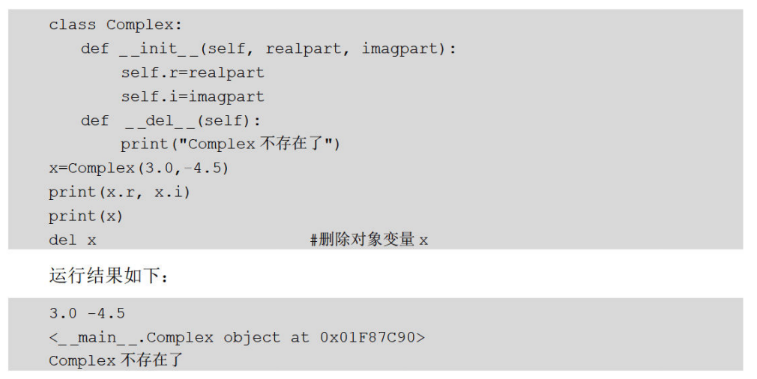 class Complex:
    def __init__(self, realpart, imagpart):
        self.r=realpart
        self.i=imagpart
    def __del__(self):
        print("Complex 不存在了")
x=Complex(3.0,-4.5)
print(x.r, x.i)
print(x)
del x                #删除对象变量 x
运行结果如下：
3.0 -4.5
<__main__.Complex object at 0x01F87C90>
Complex 不存在了